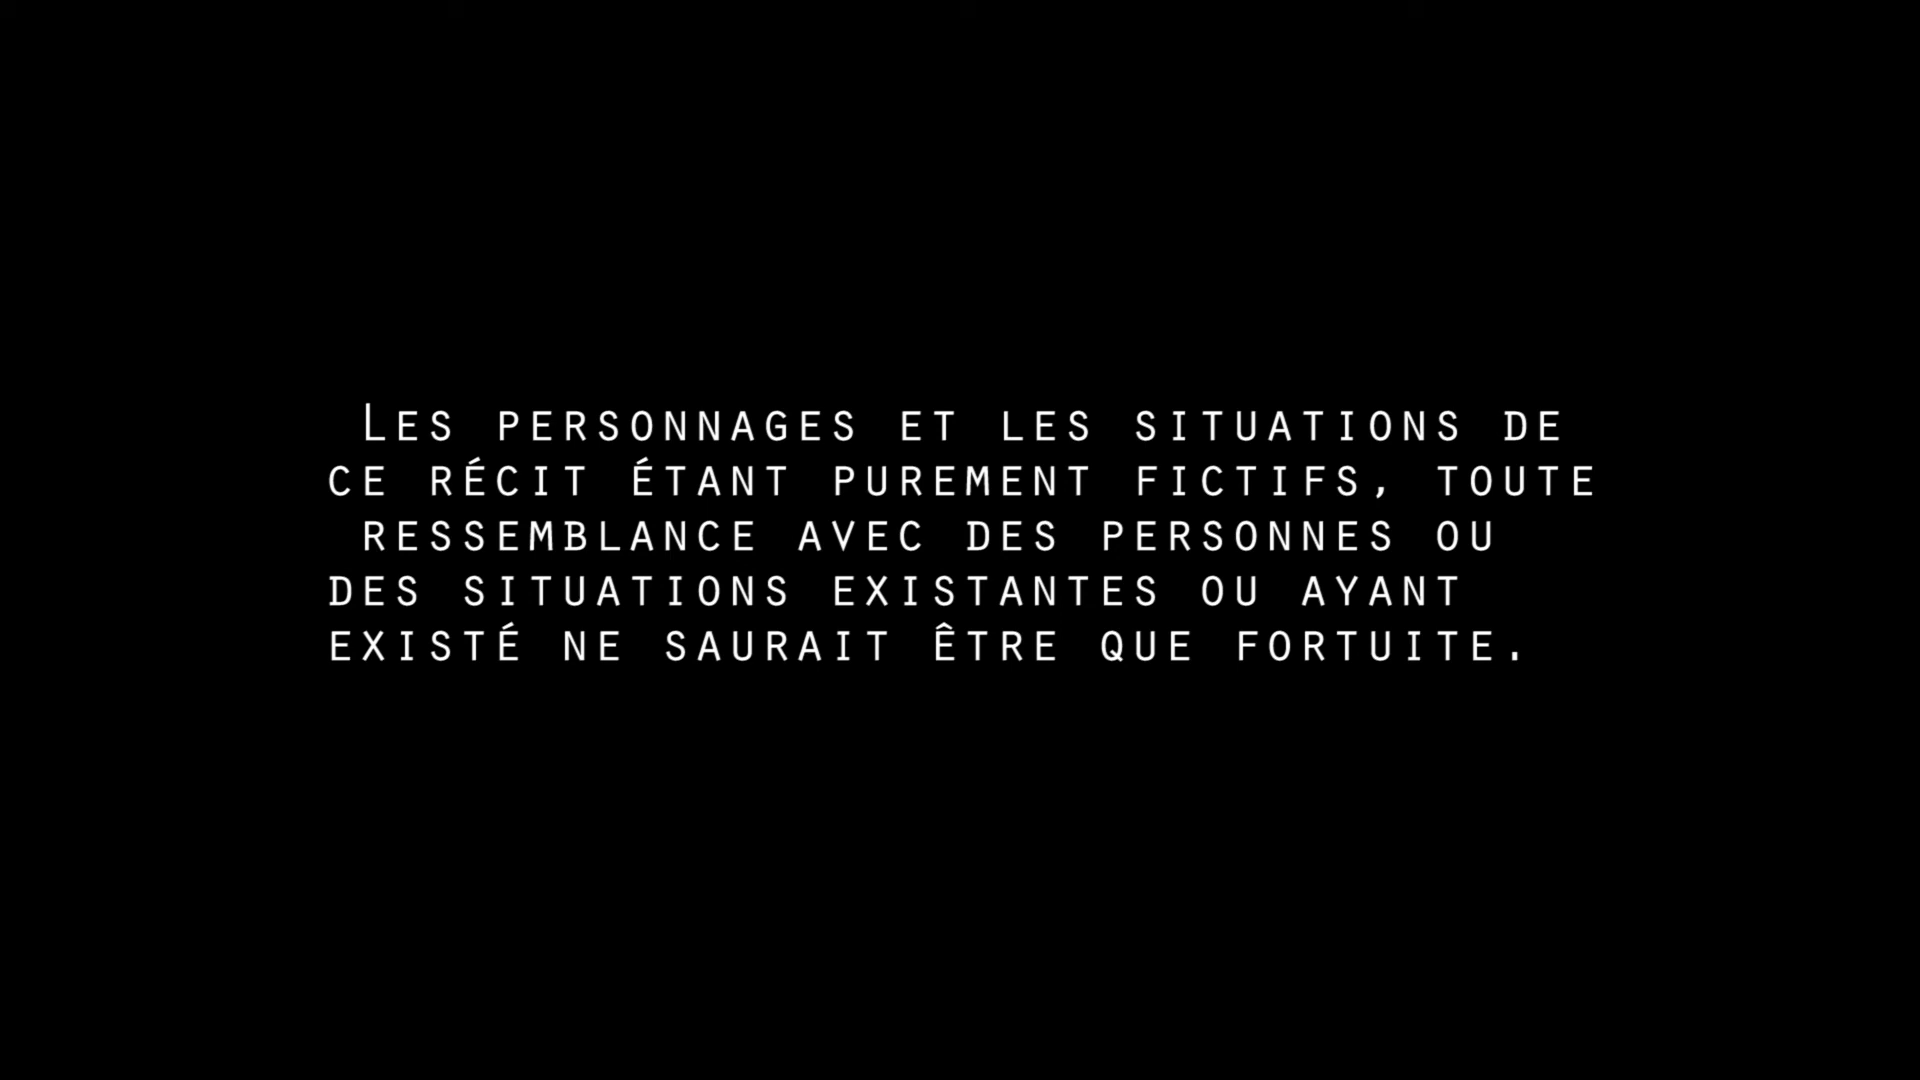 Les personnages et les situations de
ce récit étant purement fictifs, toute
ressemblance avec des personnes ou
des situations existantes ou ayant
existé ne saurait être que fortuite.